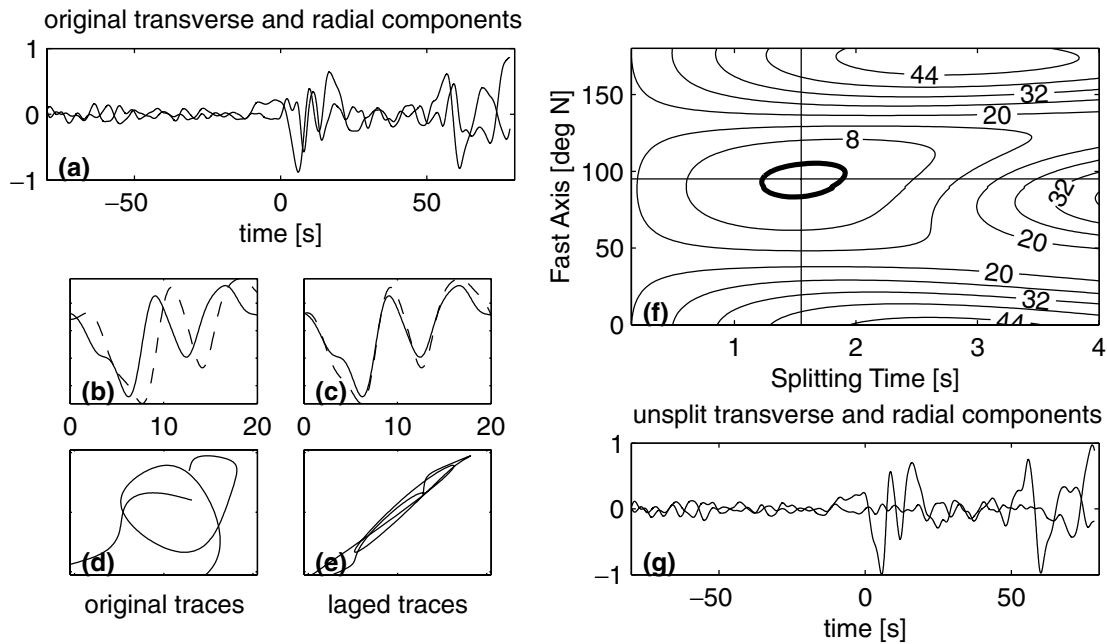 original transverse and radial components
1
0
−1
(a)
−50
0
50
time [s]
(b)
0
10
20
(c)
0
10
20
(d)
original traces
(e)
laged traces
Fast Axis [deg N]
150
100
50
0
44
32
20
8
32
20
20
32
44
(f)
1
2
3
4
Splitting Time [s]
unsplit transverse and radial components
1
0
−1
(g)
−50
0
50
time [s]